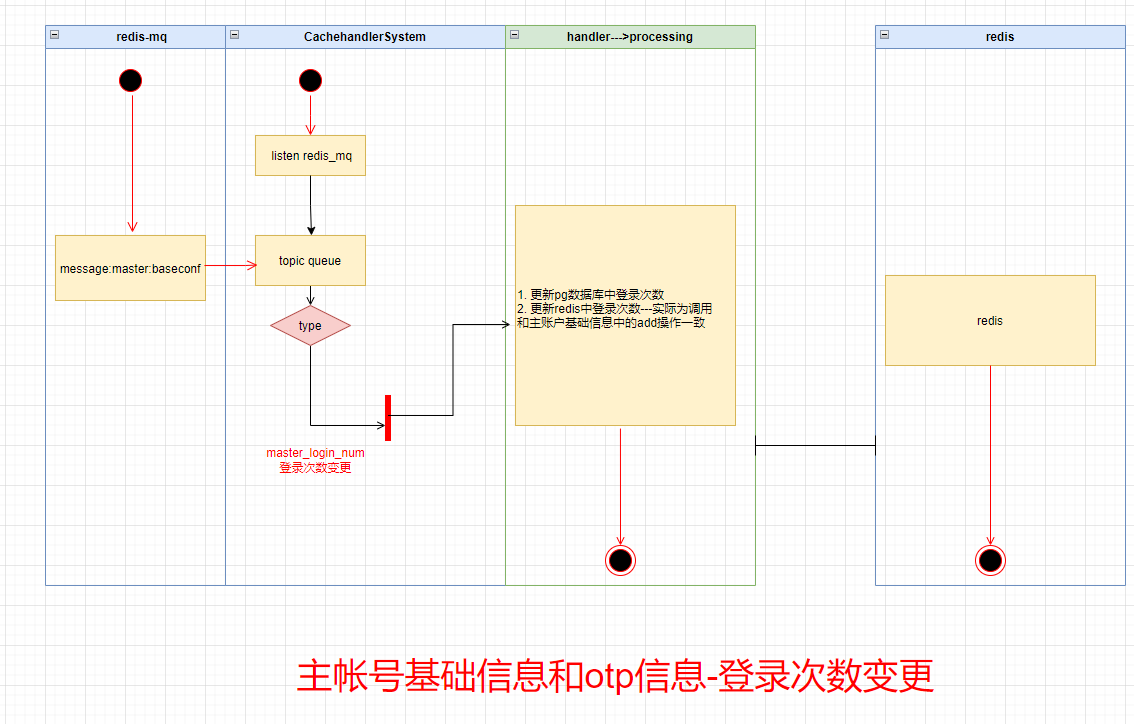 redis-mq
CachehandlerSystem
handler--->processing
redis
listen redis_mq
message:master:baseconf
topic queue
type
master_login_num
登录次数变更
1. 更新pg数据库中登录次数
2. 更新redis中登录次数---实际为调用
和主账户基础信息中的add操作一致
redis
主帐号基础信息和otp信息-登录次数变更